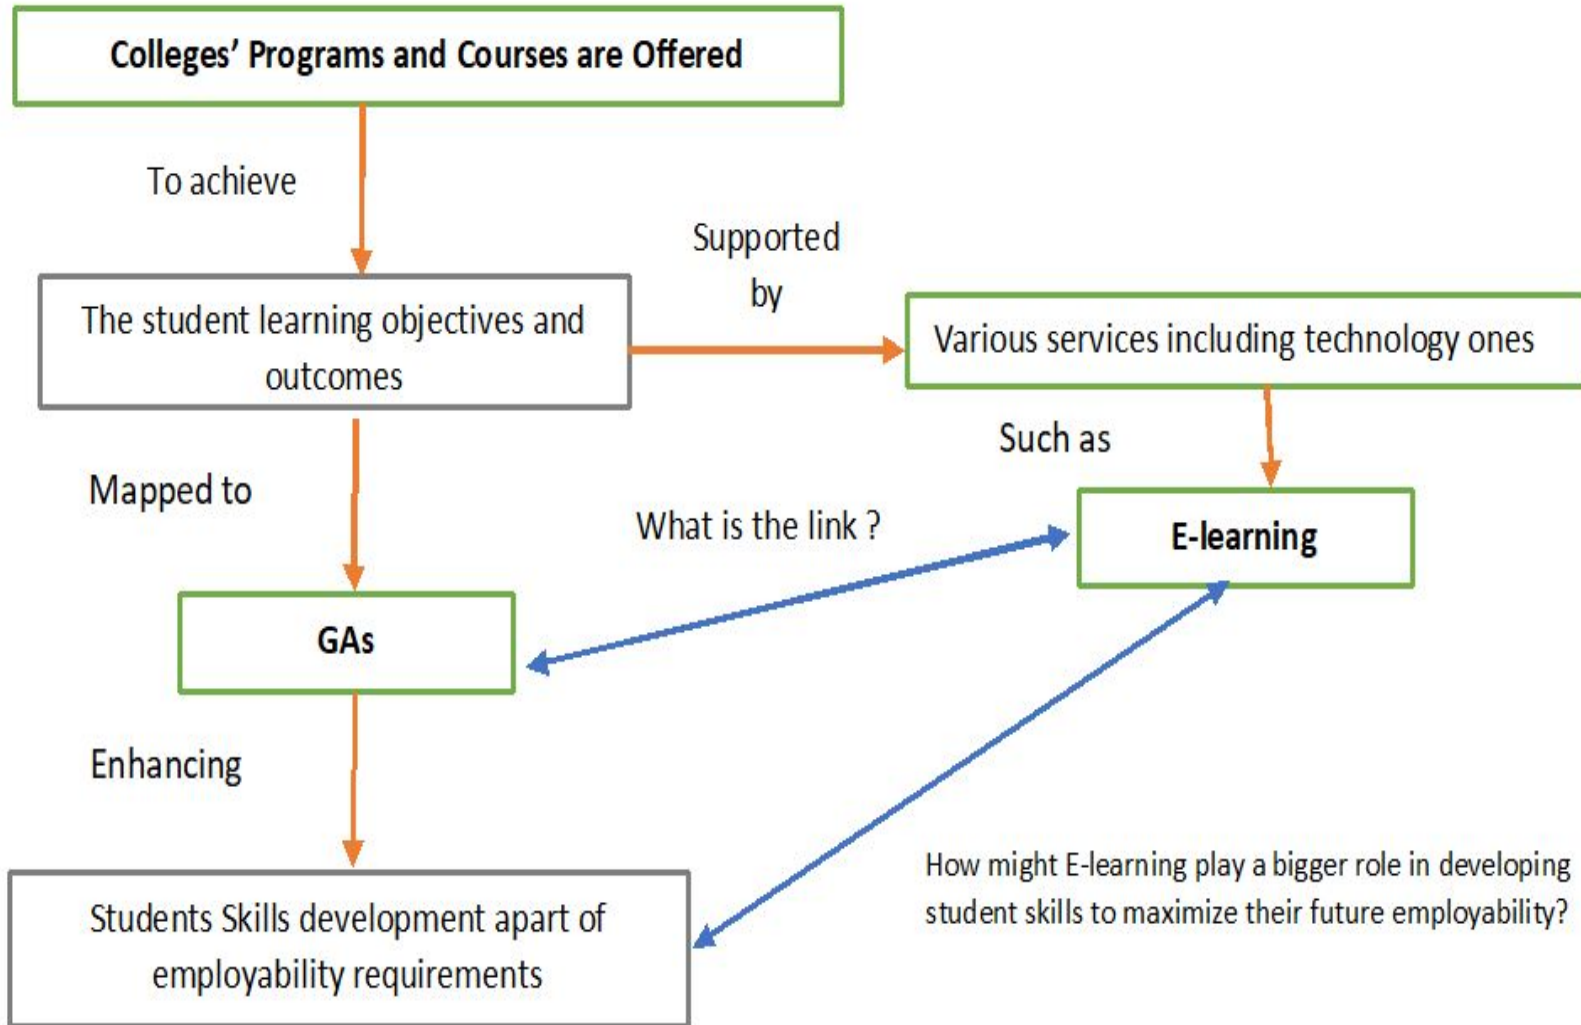 Colleges' Programs and Courses are Offered
To achieve
Supported
by
The student learning objectives and
outcomes
Various services including technology ones
Such as
Mapped to
What is the link ?
E-learning
GAs
Enhancing
How might E-learning play a bigger role in developing
student skills to maximize their future employability?
Students Skills development apart of
employability requirements